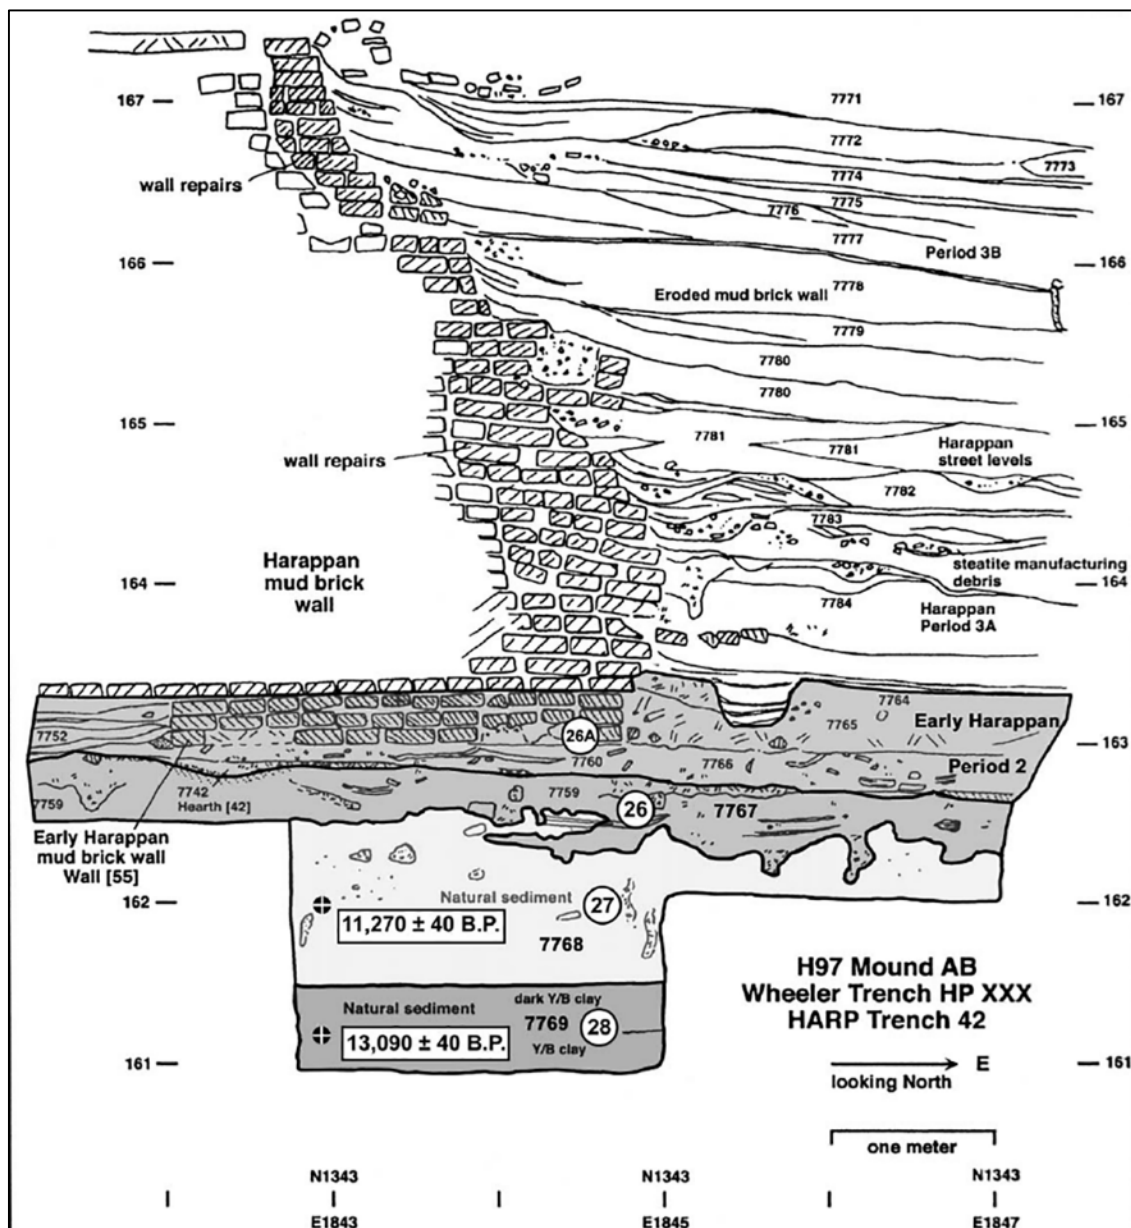 167
7771
167
7772
7773
7774
wall repairs
7775
7776
7777
Period 3B
166
166
7778
Eroded mud brick wall
7779
7780
7780
165
165
7781
7781
Harappan
street levels
wall repairs
7782
7783
Harappan
mud brick
wall
steatite manufacturing
debris
164
164
7784
Harappan
Period 3A
7764
7765
Early Harappan
7752
26A
163
163
7760
7766
Period 2
7742
Hearth [42]
7759
7759
26
7767
Early Harappan
mud brick wall
Wall [55]
162
162
Natural sediment
27
11,270 ± 40 B.P.
7768
H97 Mound AB
Wheeler Trench HP XXX
HARP Trench 42
Natural sediment
dark Y/B clay
7769
28
13,090 ± 40 B.P.
Y/B clay
161
161
E
looking North
one meter
N1343
N1343
N1343
E1843
E1845
E1847